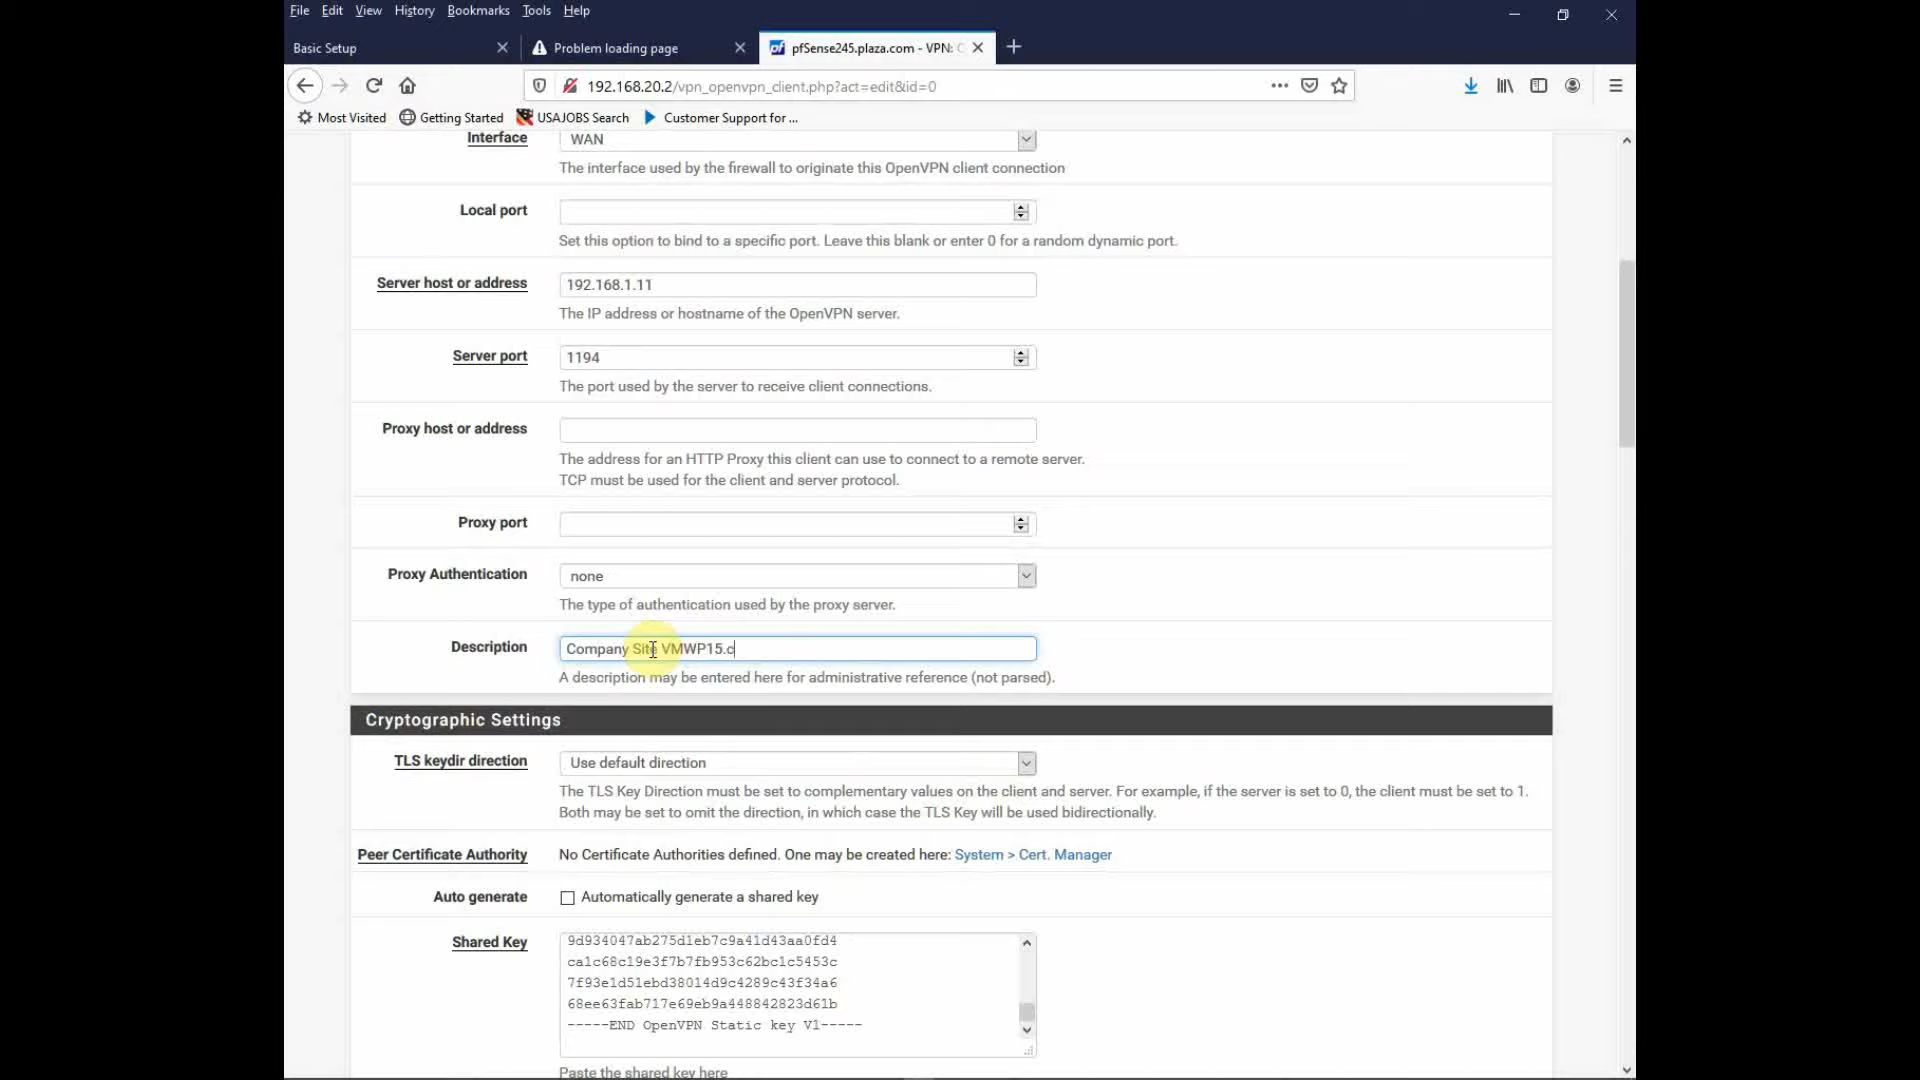 File Edit View History Bookmarks Tools Help
Basic Setup
Problem loading page
pfSense245.plaza.com - VPN: O
192.168.20.2/vpn_openvpn_client.php?act=edit&id=0
Most Visited Getting Started USAJOBS Search Customer Support for ...
Interface WAN
The interface used by the firewall to originate this OpenVPN client connection
Local port
Set this option to bind to a specific port. Leave this blank or enter 0 for a random dynamic port.
Server host or address 192.168.1.11
The IP address or hostname of the OpenVPN server.
Server port 1194
The port used by the server to receive client connections.
Proxy host or address
The address for an HTTP Proxy this client can use to connect to a remote server.
TCP must be used for the client and server protocol.
Proxy port
Proxy Authentication none
The type of authentication used by the proxy server.
Description Company Site VMWP15.c
A description may be entered here for administrative reference (not parsed).
Cryptographic Settings
TLS keydir direction Use default direction
The TLS Key Direction must be set to complementary values on the client and server. For example, if the server is set to 0, the client must be set to 1.
Both may be set to omit the direction, in which case the TLS Key will be used bidirectionally.
Peer Certificate Authority No Certificate Authorities defined. One may be created here: System > Cert. Manager
Auto generate Automatically generate a shared key
Shared Key 9d934047ab275d1eb7c9a41d43aa0fd4
ca1c68c19e3f7b7fb953c62bc1c5453c
7f93e1d51ebd38014d9c4289c43f34a6
68ee63fab717e69eb9a448842823d61b
-----END OpenVPN Static key V1-----
Paste the shared key here